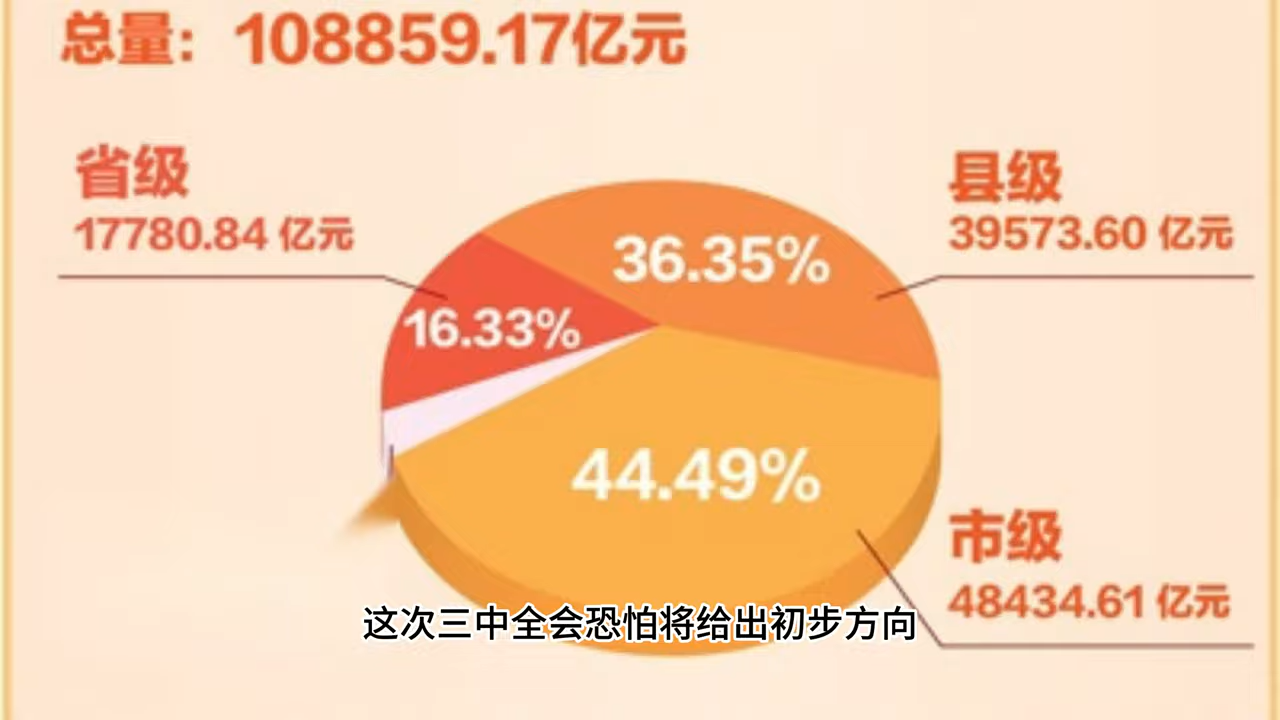 总量：108859.17亿元
省级
17780.84 亿元
县级
39573.60 亿元
36.35%
16.33%
44.49%
市级
48434.61 亿元
这次三中全会恐怕将给出初步方向